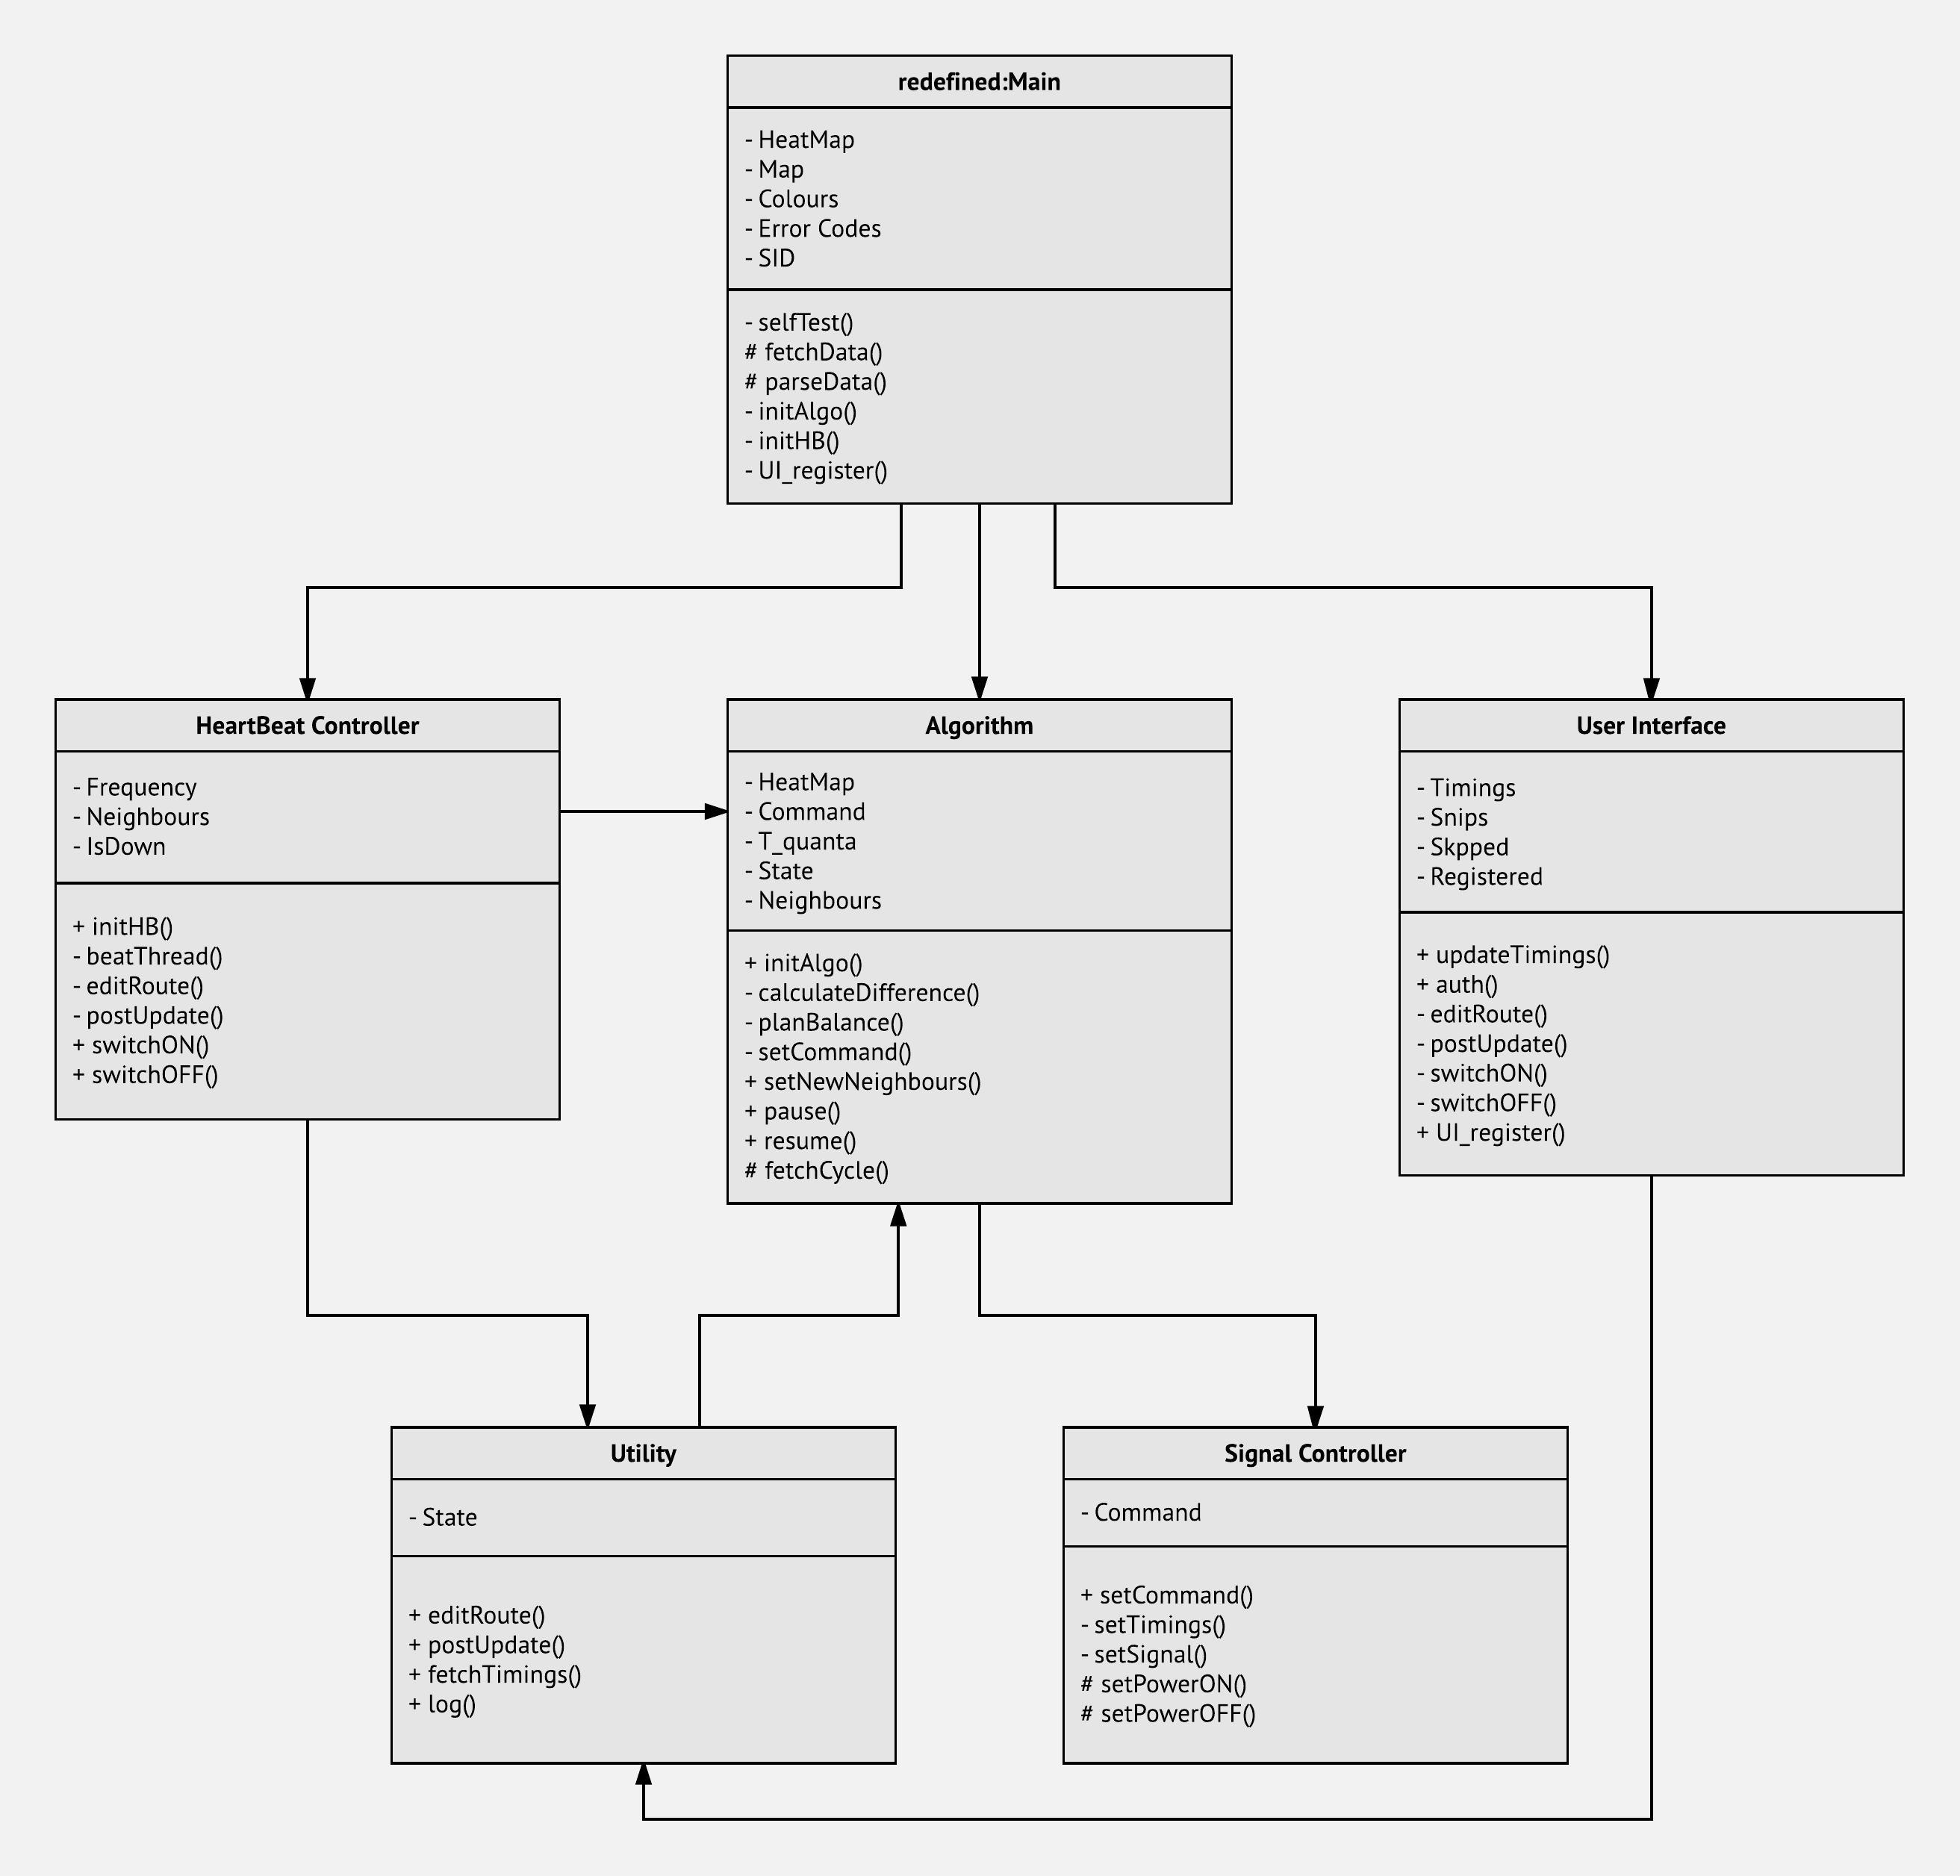 redefined:Main
- HeatMap
- Map
- Colours
- Error Codes
- SID
- selfTest()
# fetchData()
# parseData()
- initAlgo()
- initHB()
- UI_register()
HeartBeat Controller
- Frequency
- Neighbours
- IsDown
+ initHB()
- beatThread()
- editRoute()
- postUpdate()
+ switchON()
+ switchOFF()
Algorithm
- HeatMap
- Command
- T_quanta
- State
- Neighbours
+ initAlgo()
- calculateDifference()
- planBalance()
- setCommand()
+ setNewNeighbours()
+ pause()
+ resume()
# fetchCycle()
User Interface
- Timings
- Snips
- Skpped
- Registered
+ updateTimings()
+ auth()
- editRoute()
- postUpdate()
- switchON()
- switchOFF()
+ UI_register()
Utility
- State
+ editRoute()
+ postUpdate()
+ fetchTimings()
+ log()
Signal Controller
- Command
+ setCommand()
- setTimings()
- setSignal()
# setPowerON()
# setPowerOFF()